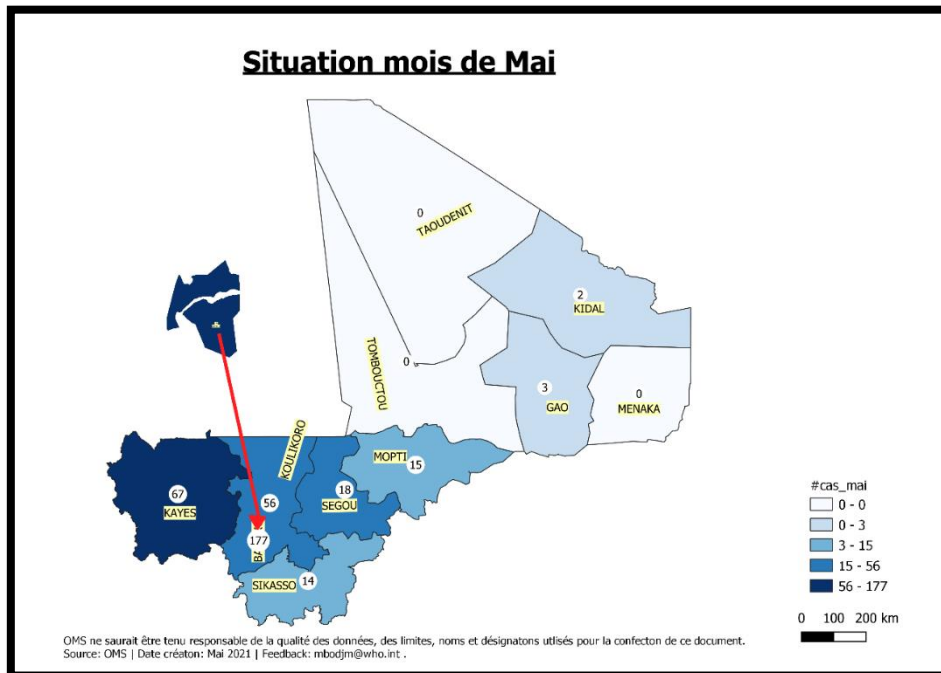 Situation mois de Mai
0
TAOUDENIT
2
KIDAL
0
TOMBOUCTOU
3
GAO
0
MENAKA
KOULIKORO
MOPTI
15
67
KAYES
56
18
SEGOU
177
SIKASSO
14
#cas_mai
0 - 0
0 - 3
3 - 15
15 - 56
56 - 177
0 100 200 km
OMS ne saurait être tenu responsable de la qualité des données, des limites, noms et désignatons utlisés pour la confecton de ce document.
Source: OMS | Date créaton: Mai 2021 | Feedback: mbodjm@who.int .